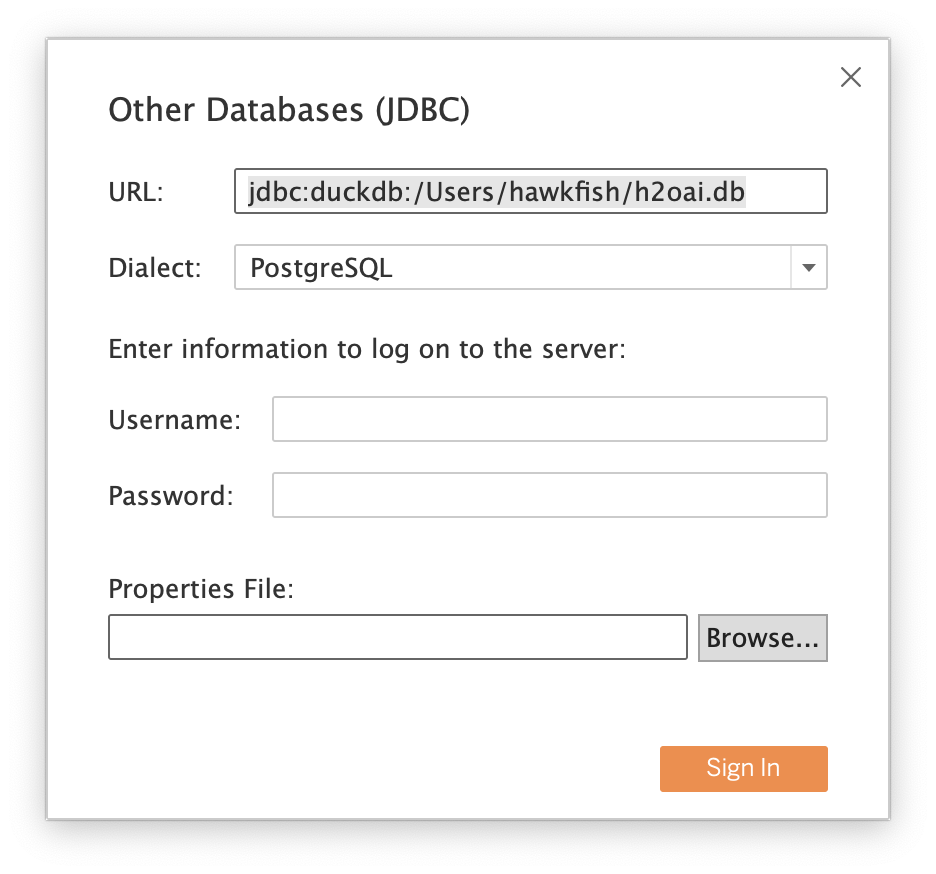 Other Databases (JDBC)
URL: jdbc:duckdb:/Users/hawkfish/h2oai.db
Dialect: PostgreSQL
Enter information to log on to the server:
Username:
Password:
Properties File:
Browse...
Sign In